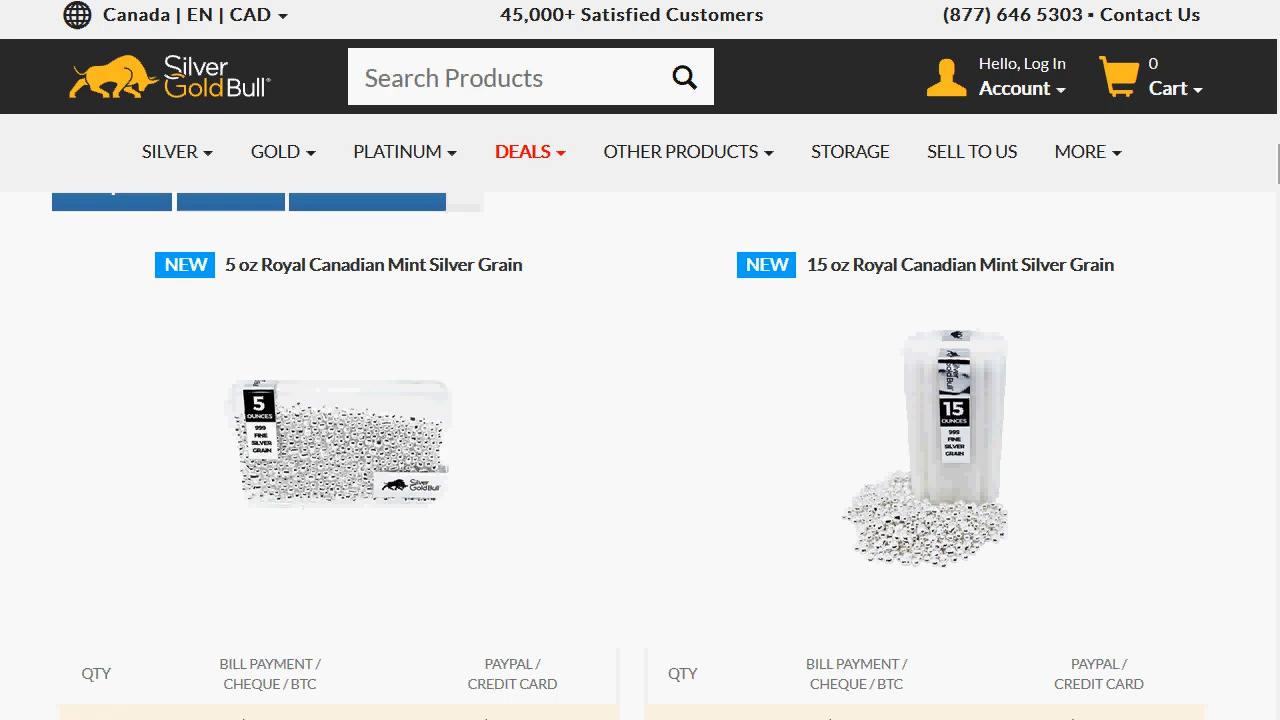 Canada | EN | CAD
45,000+ Satisfied Customers
(877) 646 5303 ▪ Contact Us
Silver
Gold Bull®
Search Products
Hello, Log In
Account
0
Cart
SILVER
GOLD
PLATINUM
DEALS
OTHER PRODUCTS
STORAGE
SELL TO US
MORE
NEW 5 oz Royal Canadian Mint Silver Grain
NEW 15 oz Royal Canadian Mint Silver Grain
5
OUNCES
999
FINE
SILVER
GRAIN
Silver
Gold Bull
Silver
Gold Bull
15
OUNCES
999
FINE
SILVER
GRAIN
QTY
BILL PAYMENT /
CHEQUE / BTC
PAYPAL /
CREDIT CARD
QTY
BILL PAYMENT /
CHEQUE / BTC
PAYPAL /
CREDIT CARD